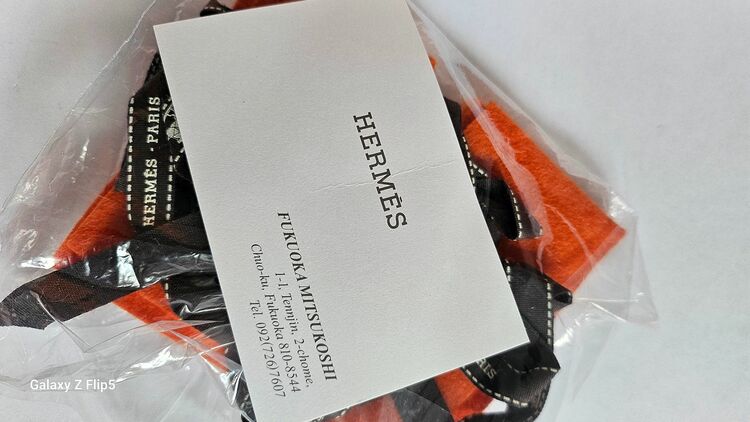 HERMÈS
FUKUOKA MITSUKOSHI
1-1, Tennjin, 2-chome,
Chuo-ku, Fukuoka 810-8544
Tel. 092(726)7607
HERMÈS - PARIS
Galaxy Z Flip5